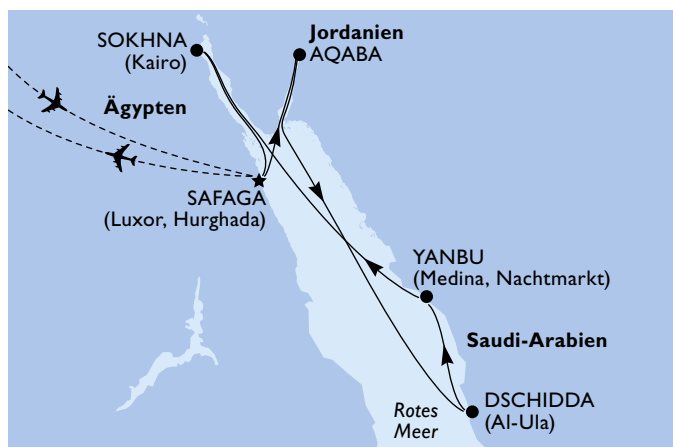 SOKHNA
(Kairo)
Jordanien
AQABA
Ägypten
SAFAGA
(Luxor, Hurghada)
YANBU
(Medina, Nachtmarkt)
Saudi-Arabien
DSCHIDDA
(Al-Ula)
Rotes
Meer